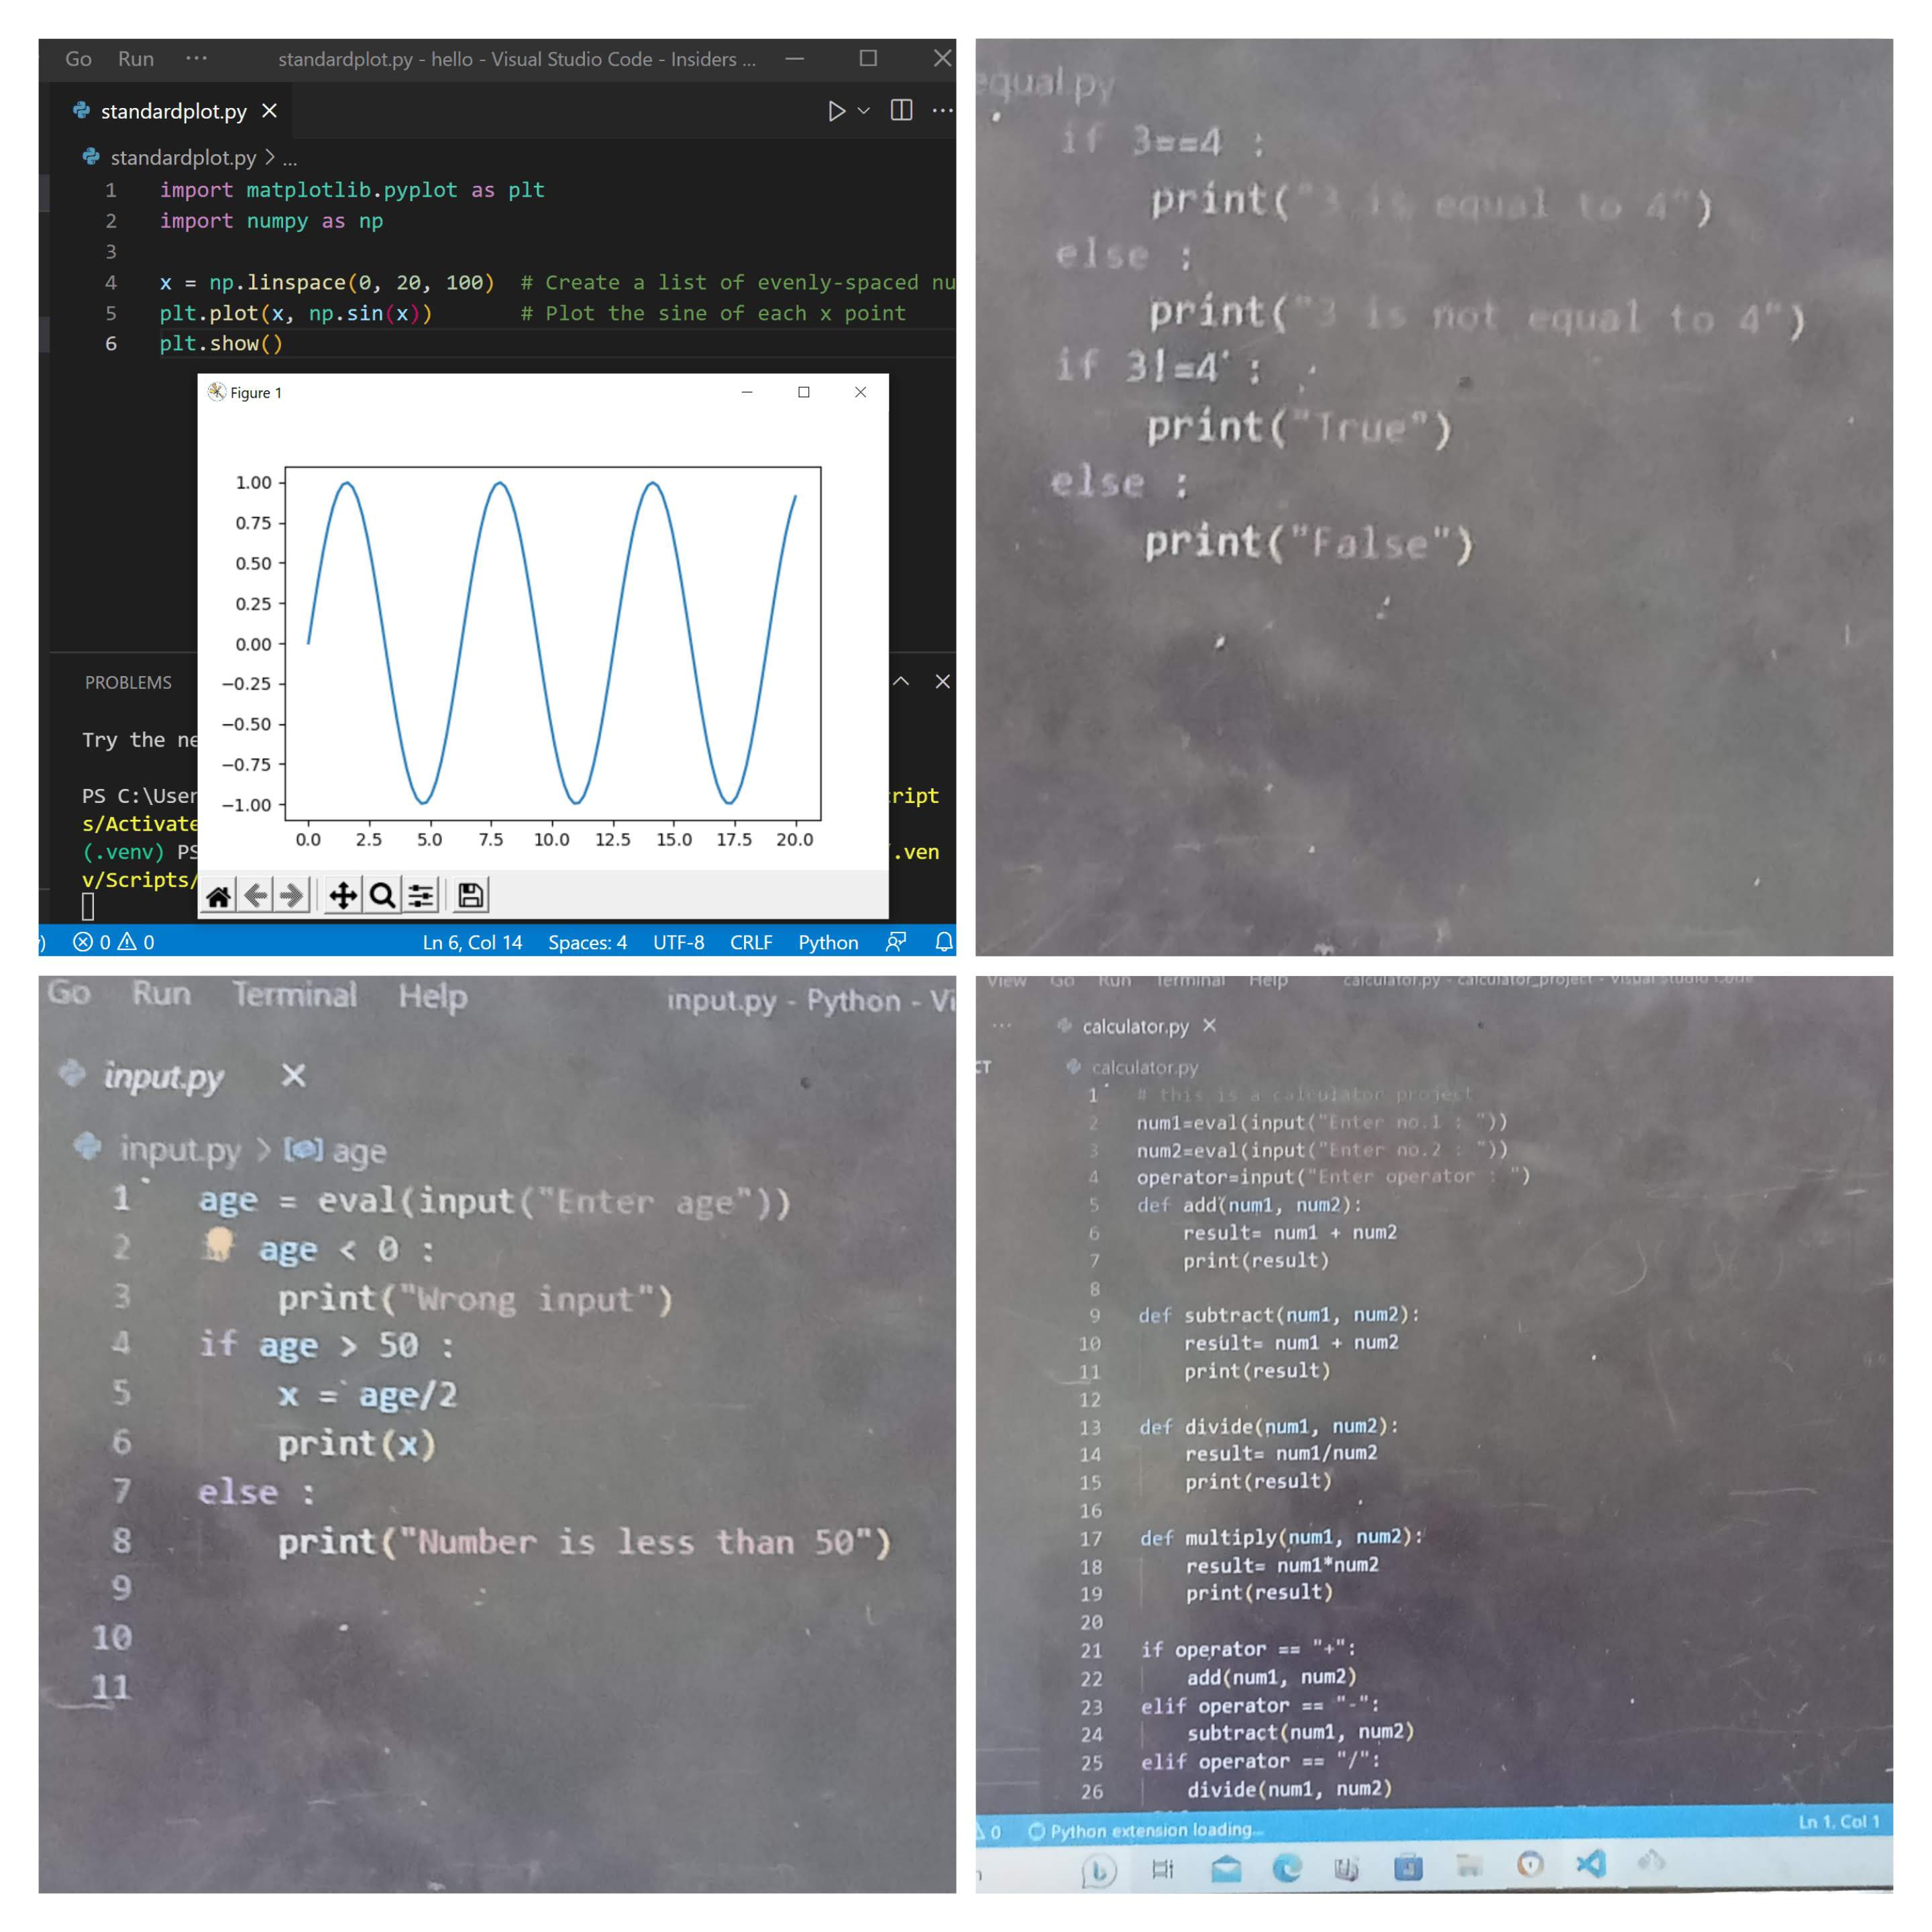 Go Run ··· standardplot.py - hello - Visual Studio Code - Insiders ...
standardplot.py
standardplot.py > ...
1 import matplotlib.pyplot as plt
2 import numpy as np
3
4 x = np.linspace(0, 20, 100) # Create a list of evenly-spaced nu
5 plt.plot(x, np.sin(x)) # Plot the sine of each x point
6 plt.show()
Figure 1
1.00
0.75
0.50
0.25
0.00
−0.25
−0.50
−0.75
−1.00
0.0 2.5 5.0 7.5 10.0 12.5 15.0 17.5 20.0
PROBLEMS
Try the ne
PS C:\User ript
s/Activate
(.venv) PS .ven
v/Scripts/
0 0 Ln 6, Col 14 Spaces: 4 UTF-8 CRLF Python
equal.py
if 3==4 :
print("3 is equal to 4")
else :
print("3 is not equal to 4")
if 3!=4 :
print("True")
else :
print("False")
Go Run Terminal Help input.py - Python - Vi
input.py
input.py > age
1 age = eval(input("Enter age"))
2 age < 0 :
3 print("Wrong input")
4 if age > 50 :
5 x = age/2
6 print(x)
7 else :
8 print("Number is less than 50")
9
10
11
View Go Run Terminal Help calculator.py - calculator_project - Visual Studio Code
··· calculator.py
CT calculator.py
1 # this is a calculator project
2 num1=eval(input("Enter no.1 : "))
3 num2=eval(input("Enter no.2 : "))
4 operator=input("Enter operator : ")
5 def add(num1, num2):
6 result= num1 + num2
7 print(result)
8
9 def subtract(num1, num2):
10 result= num1 + num2
11 print(result)
12
13 def divide(num1, num2):
14 result= num1/num2
15 print(result)
16
17 def multiply(num1, num2):
18 result= num1*num2
19 print(result)
20
21 if operator == "+":
22 add(num1, num2)
23 elif operator == "-":
24 subtract(num1, num2)
25 elif operator == "/":
26 divide(num1, num2)
0 Python extension loading... Ln 1, Col 1